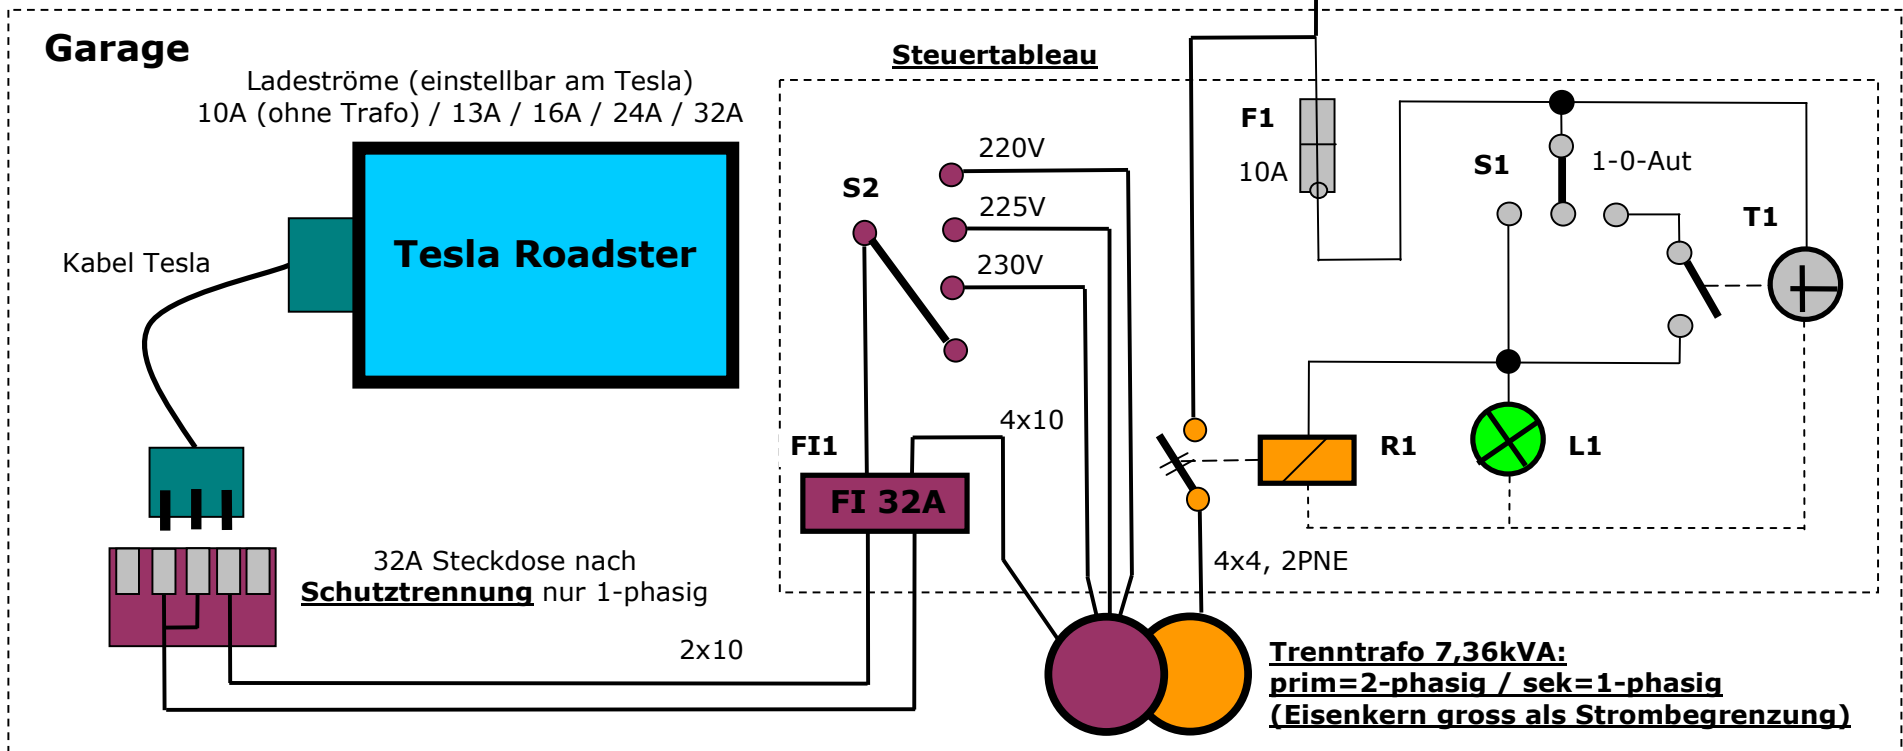 Garage
Steuertableau
Ladeströme (einstellbar am Tesla)
10A (ohne Trafo) / 13A / 16A / 24A / 32A
Tesla Roadster
Kabel Tesla
S2
220V
225V
230V
F1
10A
S1
1-0-Aut
T1
4x10
FI1
FI 32A
R1
L1
32A Steckdose nach
Schutztrennung nur 1-phasig
4x4, 2PNE
2x10
Trenntrafo 7,36kVA:
prim=2-phasig / sek=1-phasig
(Eisenkern gross als Strombegrenzung)